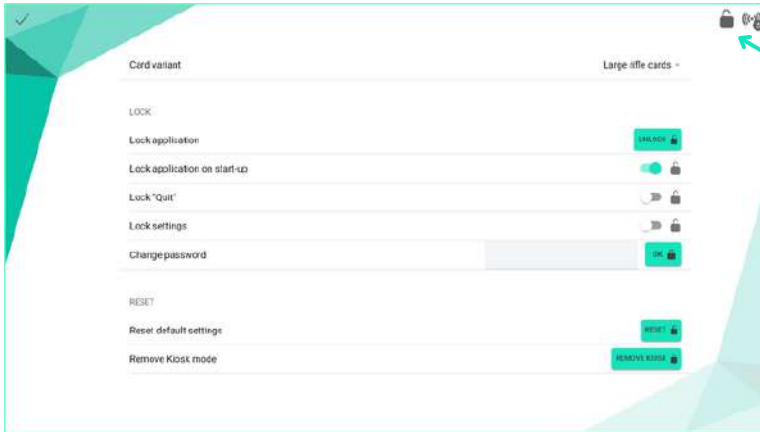 Card variant
Large rifle cards
LOCK
Lock application
UNLOCK
Lock application on start-up
Lock "Quit"
Lock settings
Change password
OK
RESET
Reset default settings
RESET
Remove Kiosk mode
REMOVE KIOSK